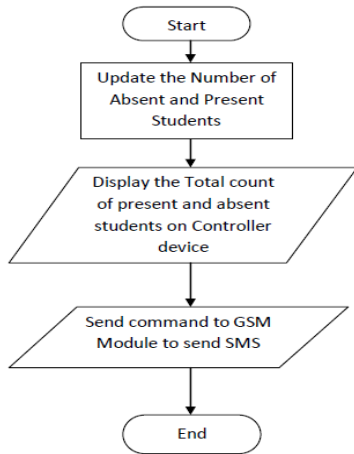 Start
Update the Number of
Absent and Present
Students
Display the Total count
of present and absent
students on Controller
device
Send command to GSM
Module to send SMS
End